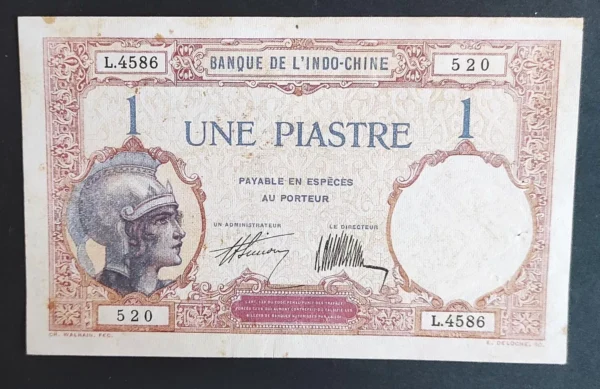 L.4586 BANQUE DE L'INDO-CHINE 520
1 UNE PIASTRE 1
PAYABLE EN ESPÈCES
AU PORTEUR
UN ADMINISTRATEUR LE DIRECTEUR
520 L.4586